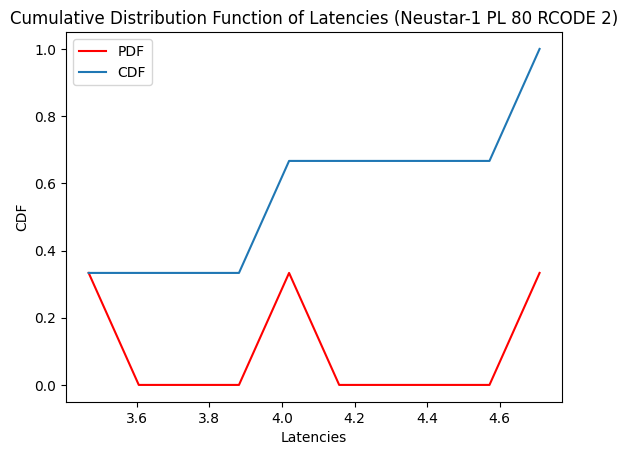 Cumulative Distribution Function of Latencies (Neustar-1 PL 80 RCODE 2)
PDF
CDF
1.0
0.8
0.6
0.4
0.2
0.0
CDF
3.6 3.8 4.0 4.2 4.4 4.6
Latencies